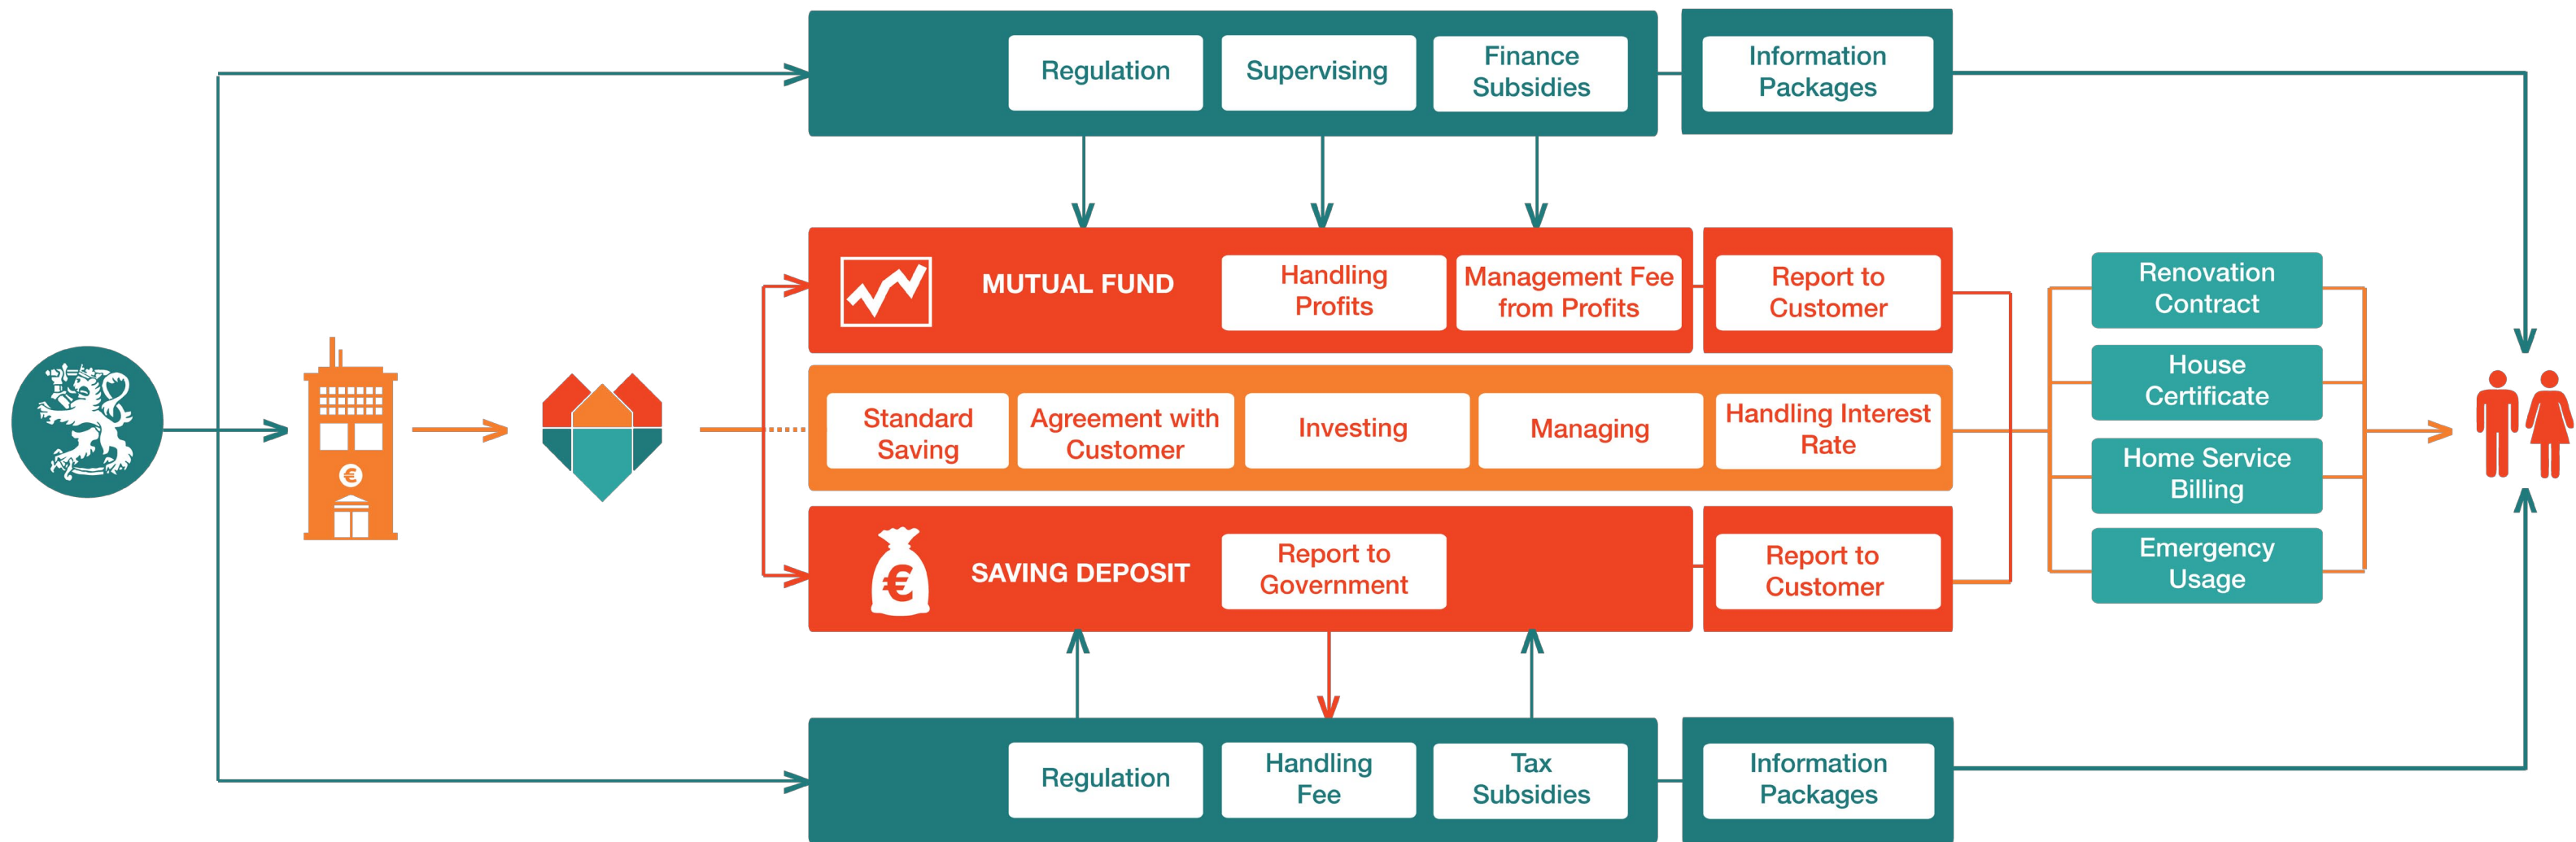 Regulation
Supervising
Finance
Subsidies
Information
Packages
MUTUAL FUND
Handling
Profits
Management Fee
from Profits
Report to
Customer
Renovation
Contract
House
Certificate
Home Service
Billing
Emergency
Usage
€
Standard
Saving
Agreement with
Customer
Investing
Managing
Handling Interest
Rate
€
SAVING DEPOSIT
Report to
Government
Report to
Customer
Regulation
Handling
Fee
Tax
Subsidies
Information
Packages